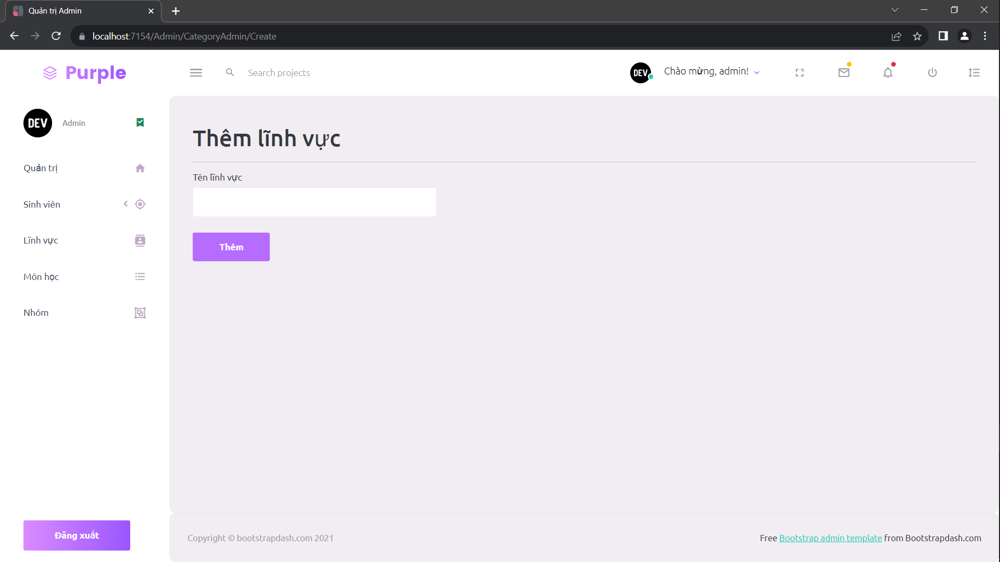 Quản trị Admin
localhost:7154/Admin/CategoryAdmin/Create
Purple
Search projects
DEV
Chào mừng, admin!
DEV
Admin
Quản trị
Sinh viên
Lĩnh vực
Môn học
Nhóm
Đăng xuất
Thêm lĩnh vực
Tên lĩnh vực
Thêm
Copyright © bootstrapdash.com 2021
Free Bootstrap admin template from Bootstrapdash.com